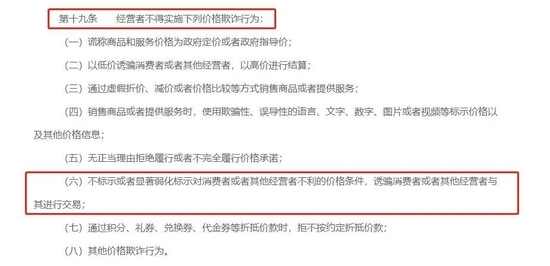 第十九条 经营者不得实施下列价格欺诈行为：
（一）谎称商品和服务价格为政府定价或者政府指导价；
（二）以低价诱骗消费者或者其他经营者，以高价进行结算；
（三）通过虚假折价、减价或者价格比较等方式销售商品或者提供服务；
（四）销售商品或者提供服务时，使用欺骗性、误导性的语言、文字、数字、图片或者视频等标示价格以
及其他价格信息；
（五）无正当理由拒绝履行或者不完全履行价格承诺；
（六）不标示或者显著弱化标示对消费者或者其他经营者不利的价格条件，诱骗消费者或者其他经营者与
其进行交易；
（七）通过积分、礼券、兑换券、代金券等折抵价款时，拒不按约定折抵价款；
（八）其他价格欺诈行为。